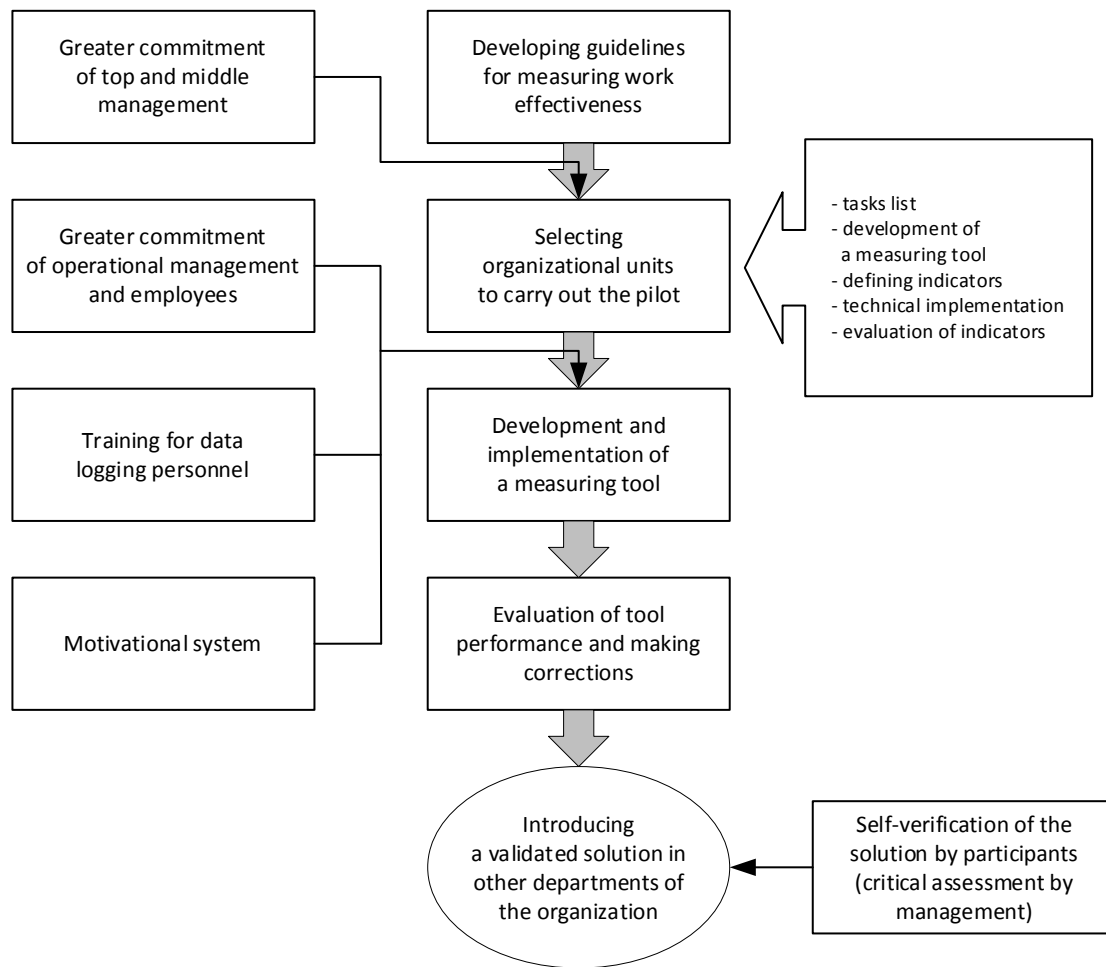 Greater commitment
of top and middle
management
Developing guidelines
for measuring work
effectiveness
Greater commitment
of operational management
and employees
Selecting
organizational units
to carry out the pilot
- tasks list
- development of
a measuring tool
- defining indicators
- technical implementation
- evaluation of indicators
Training for data
logging personnel
Development and
implementation of
a measuring tool
Motivational system
Evaluation of tool
performance and making
corrections
Introducing
a validated solution in
other departments of
the organization
Self-verification of the
solution by participants
(critical assessment by
management)